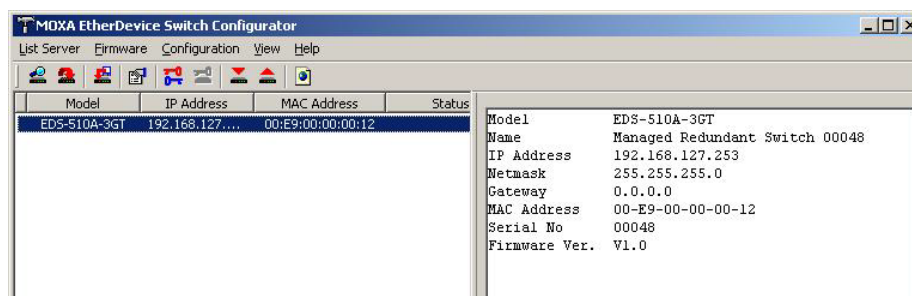 MOXA EtherDevice Switch Configurator
List Server Firmware Configuration View Help
Model IP Address MAC Address Status
EDS-510A-3GT 192.168.127.... 00:E9:00:00:00:12
Model EDS-510A-3GT
Name Managed Redundant Switch 00048
IP Address 192.168.127.253
Netmask 255.255.255.0
Gateway 0.0.0.0
MAC Address 00-E9-00-00-00-12
Serial No 00048
Firmware Ver. V1.0